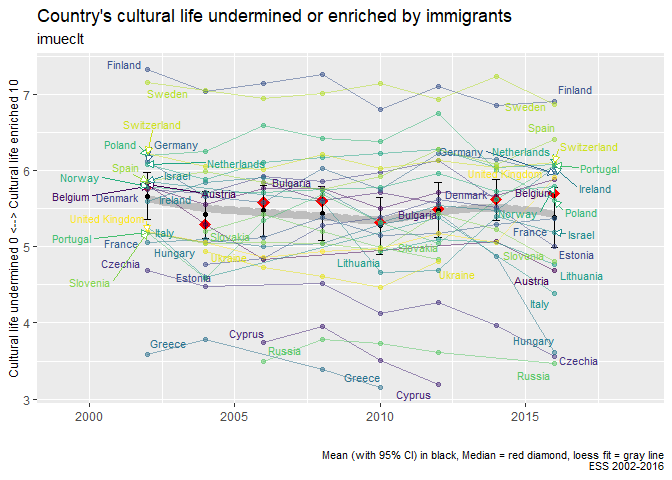 Country's cultural life undermined or enriched by immigrants
imueclt
Cultural life undermined 0 <--> Cultural life enriched 10
7
6
5
4
3
2000
2005
2010
2015
Finland
Finland
Sweden
Sweden
Switzerland
Spain
Poland
Germany
Germany
Netherlands
Switzerland
Spain
Israel
Netherlands
Portugal
Norway
Bulgaria
United Kingdom
Belgium
Denmark
Ireland
Austria
Denmark
Belgium
Ireland
United Kingdom
Bulgaria
Norway
Poland
Portugal
Italy
Slovakia
Slovakia
France
Israel
France
Hungary
Ukraine
Slovakia
Estonia
Czechy
Lithuania
Ukraine
Lithuania
Slovenia
Estonia
Austria
Italy
Cyprus
Hungary
Greece
Russia
Czechy
Greece
Russia
Cyprus
Mean (with 95% CI) in black, Median = red diamond, loess fit = gray line
ESS 2002-2016